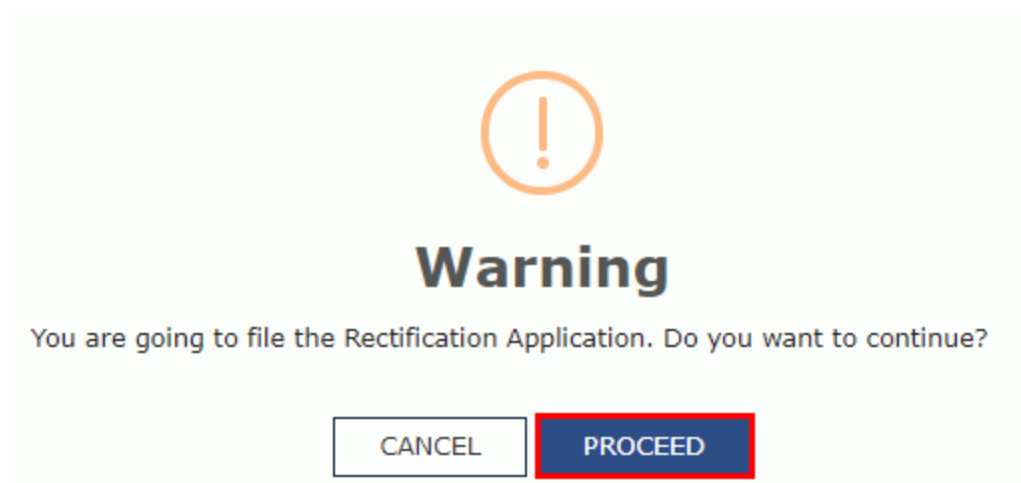 Warning
You are going to file the Rectification Application. Do you want to continue?
CANCEL PROCEED